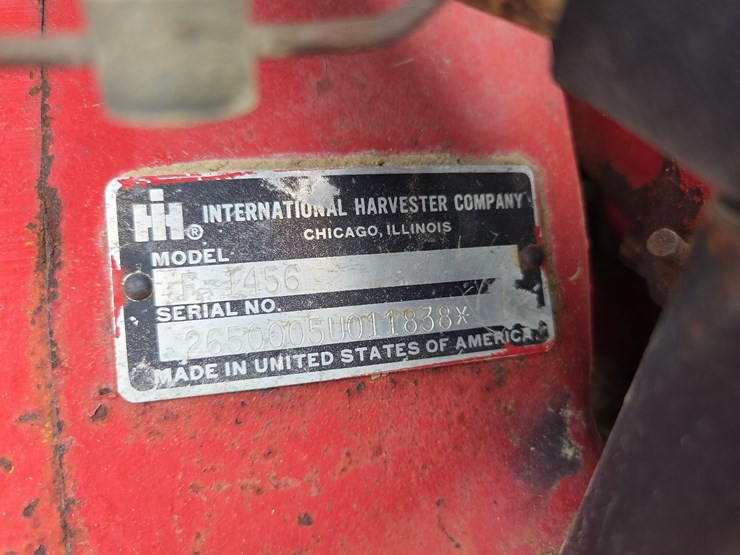 IH® INTERNATIONAL HARVESTER COMPANY
CHICAGO, ILLINOIS
MODEL
F-1456
SERIAL NO.
2650005U011838*
MADE IN UNITED STATES OF AMERICA